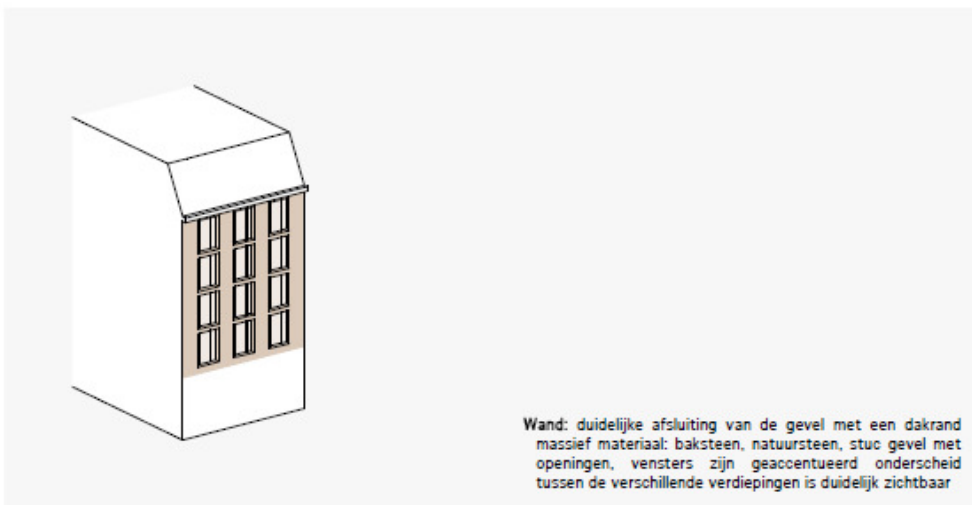 Wand: duidelijke afsluiting van de gevel met een dakrand
massief materiaal: baksteen, natuursteen, stuc gevel met
openingen, vensters zijn geaccentueerd onderscheid
tussen de verschillende verdiepingen is duidelijk zichtbaar